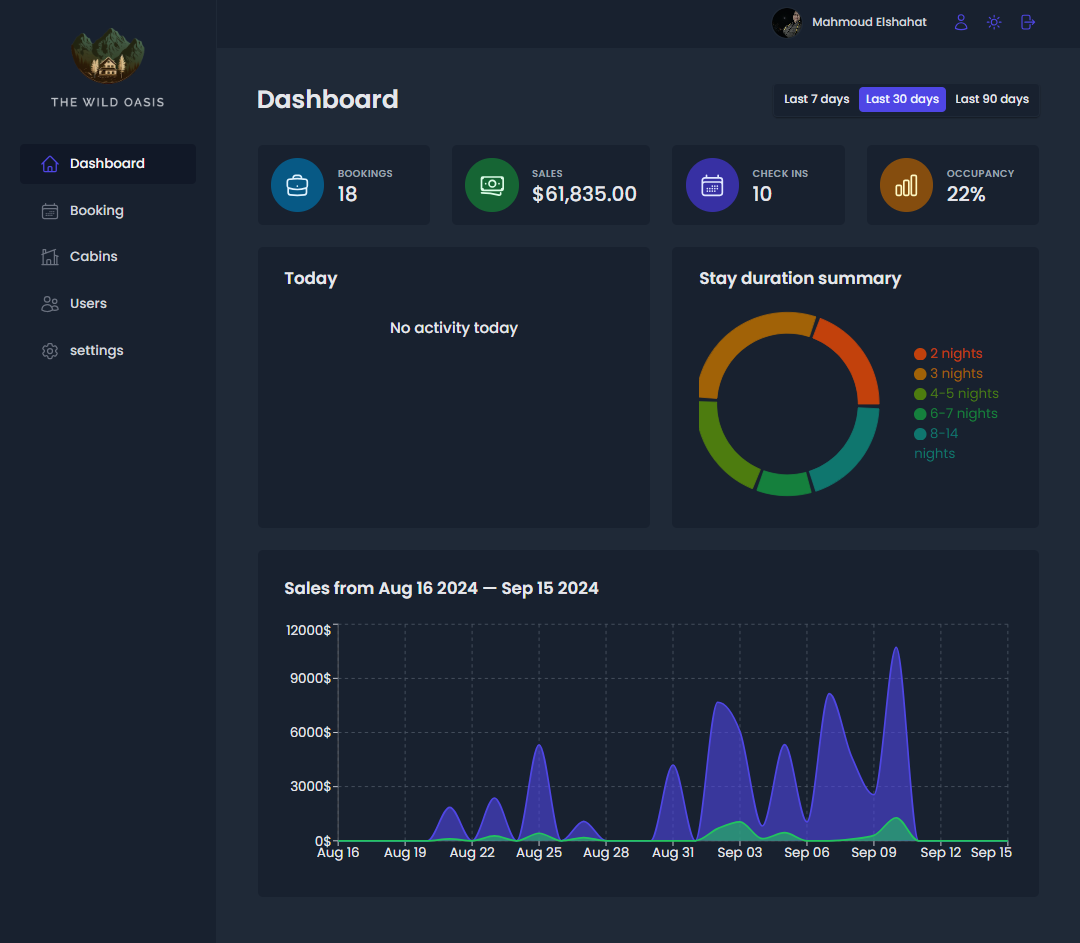 THE WILD OASIS
Mahmoud Elshahat
Dashboard
Booking
Cabins
Users
settings
Dashboard
Last 7 days
Last 30 days
Last 90 days
BOOKINGS
18
SALES
$61,835.00
CHECK INS
10
OCCUPANCY
22%
Today
No activity today
Stay duration summary
2 nights
3 nights
4-5 nights
6-7 nights
8-14
nights
Sales from Aug 16 2024 — Sep 15 2024
12000$
9000$
6000$
3000$
0$
Aug 16 Aug 19 Aug 22 Aug 25 Aug 28 Aug 31 Sep 03 Sep 06 Sep 09 Sep 12 Sep 15